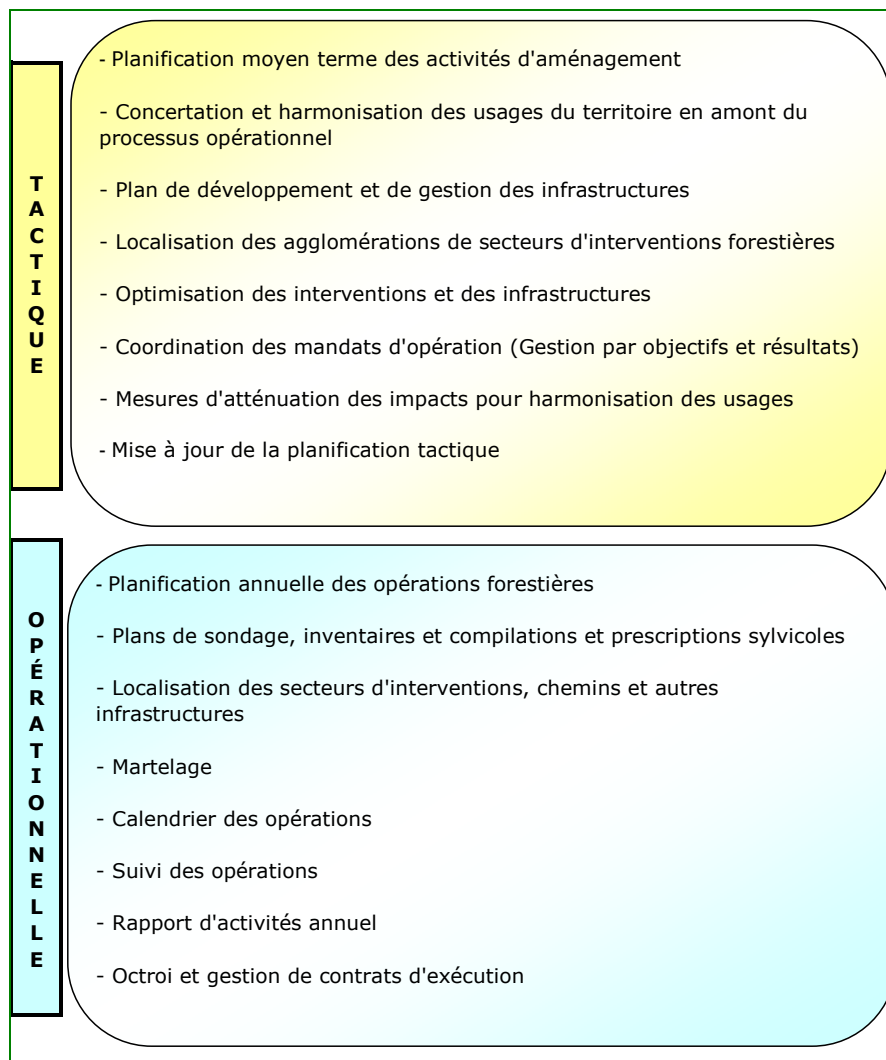 TACTIQUE
- Planification moyen terme des activités d'aménagement
- Concertation et harmonisation des usages du territoire en amont du
processus opérationnel
- Plan de développement et de gestion des infrastructures
- Localisation des agglomérations de secteurs d'interventions forestières
- Optimisation des interventions et des infrastructures
- Coordination des mandats d'opération (Gestion par objectifs et résultats)
- Mesures d'atténuation des impacts pour harmonisation des usages
- Mise à jour de la planification tactique
OPÉRATIONNELLE
- Planification annuelle des opérations forestières
- Plans de sondage, inventaires et compilations et prescriptions sylvicoles
- Localisation des secteurs d'interventions, chemins et autres
infrastructures
- Martelage
- Calendrier des opérations
- Suivi des opérations
- Rapport d'activités annuel
- Octroi et gestion de contrats d'exécution